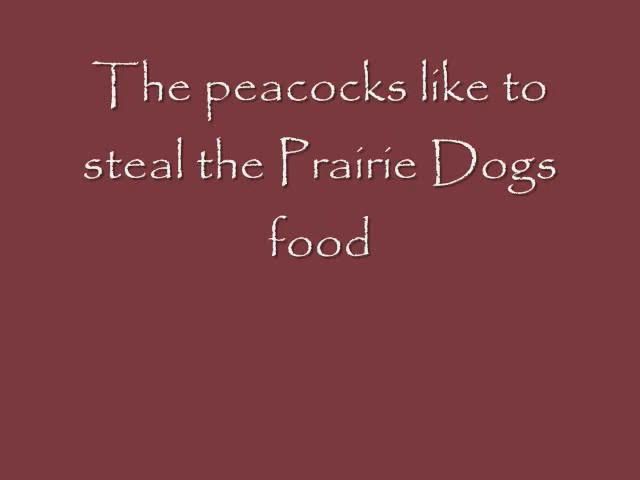 The peacocks like to
steal the Prairie Dogs
food